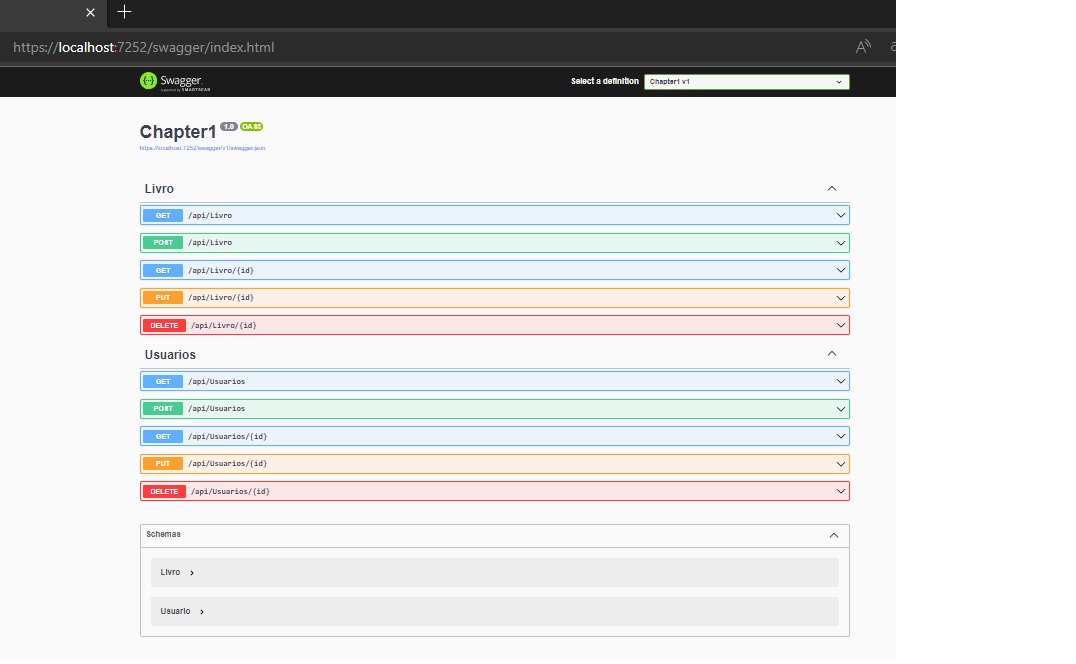 https://localhost:7252/swagger/index.html
Swagger.
Supported by SMARTBEAR
Select a definition
Chapter1 v1
Chapter1 1.0 OAS3
https://localhost:7252/swagger/v1/swagger.json
Livro
GET /api/Livro
POST /api/Livro
GET /api/Livro/{id}
PUT /api/Livro/{id}
DELETE /api/Livro/{id}
Usuarios
GET /api/Usuarios
POST /api/Usuarios
GET /api/Usuarios/{id}
PUT /api/Usuarios/{id}
DELETE /api/Usuarios/{id}
Schemas
Livro
Usuario